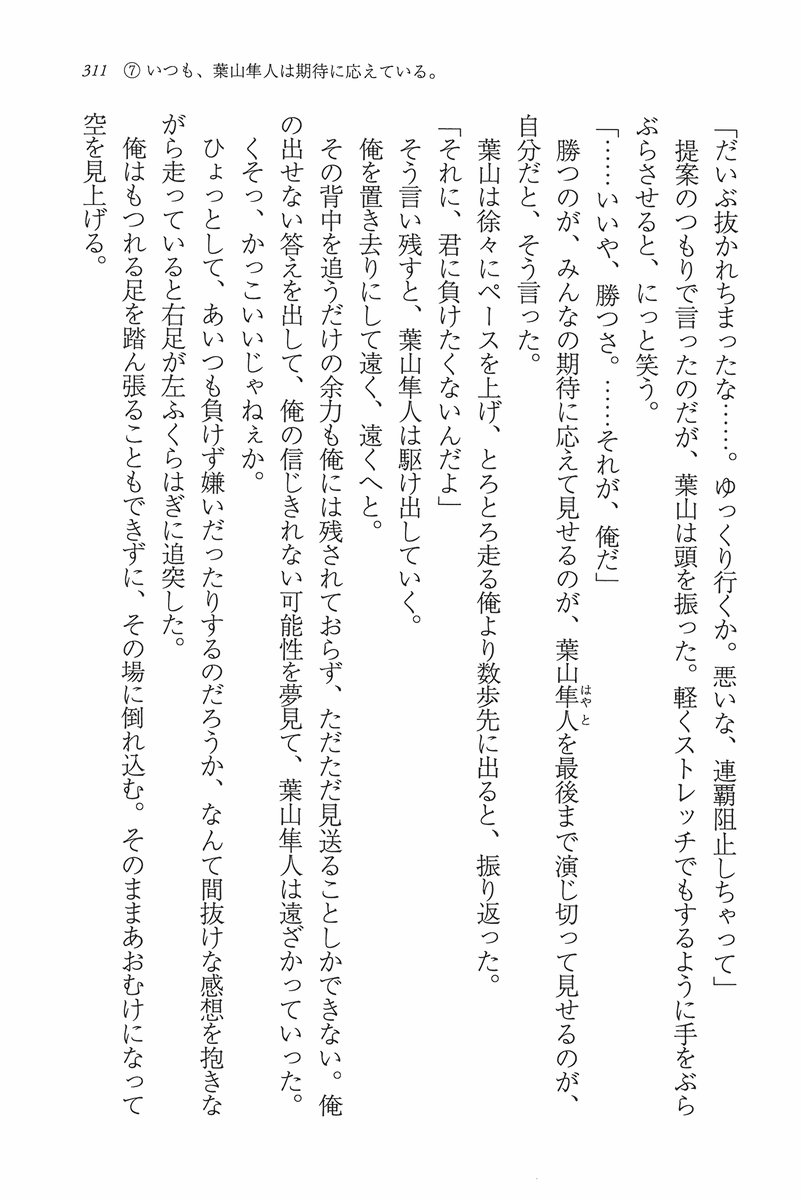 311 ⑦ いつも、葉山隼人は期待に応えている。
「だいぶ抜かれちまったな……。ゆっくり行くか。悪いな、連覇阻止しちゃって」
提案のつもりで言ったのだが、葉山は頭を振った。軽くストレッチでもするように手をぶら
ぶらさせると、にっと笑う。
「……いいや、勝つさ。……それが、俺だ」
勝つのが、みんなの期待に応えて見せるのが、葉山隼人を最後まで演じ切って見せるのが、
はやと
自分だと、そう言った。
葉山は徐々にペースを上げ、とろとろ走る俺より数歩先に出ると、振り返った。
「それに、君に負けたくないんだよ」
そう言い残すと、葉山隼人は駆け出していく。
俺を置き去りにして遠く、遠くへと。
その背中を追うだけの余力も俺には残されておらず、ただただ見送ることしかできない。俺
の出せない答えを出して、俺の信じきれない可能性を夢見て、葉山隼人は遠ざかっていった。
くそっ、かっこいいじゃねぇか。
ひょっとして、あいつも負けず嫌いだったりするのだろうか、なんて間抜けな感想を抱きな
がら走っていると右足が左ふくらはぎに追突した。
俺はもつれる足を踏ん張ることもできずに、その場に倒れ込む。そのままあおむけになって
空を見上げる。